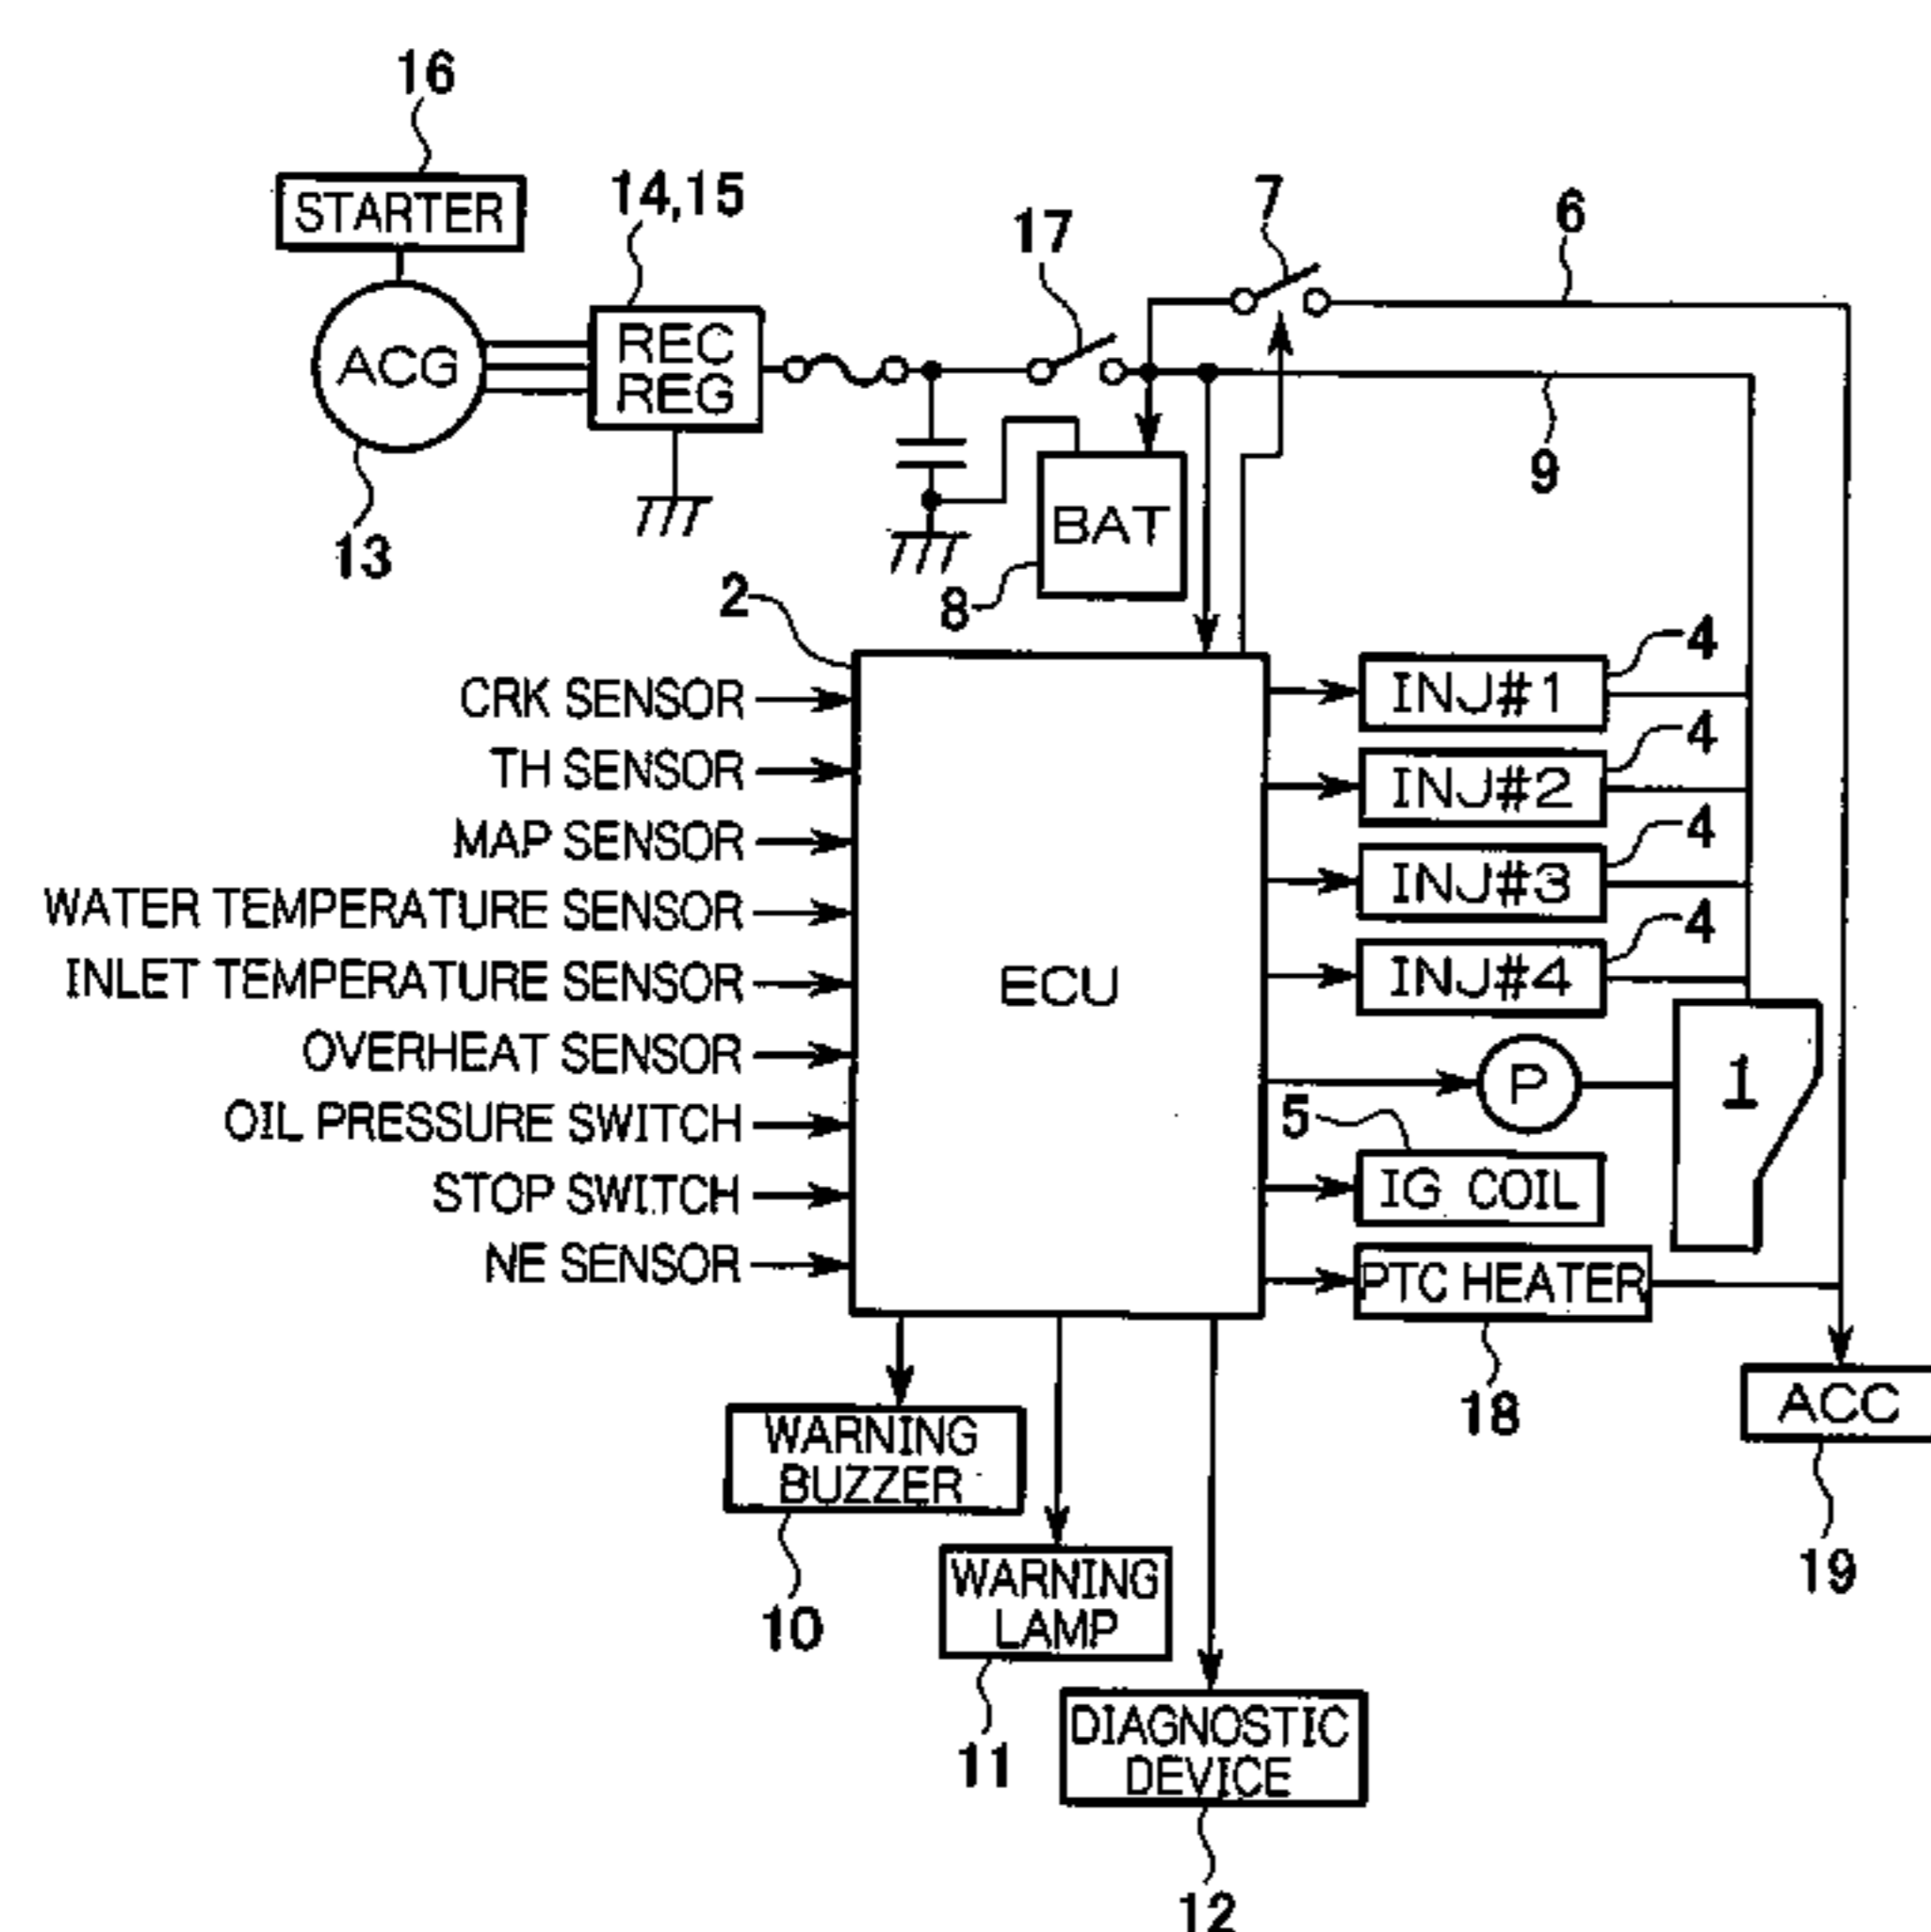 16
STARTER
14,15
17
7
6
ACG
REC
REG
9
13
BAT
8
2
CRK SENSOR
TH SENSOR
MAP SENSOR
WATER TEMPERATURE SENSOR
INLET TEMPERATURE SENSOR
OVERHEAT SENSOR
OIL PRESSURE SWITCH
STOP SWITCH
NE SENSOR
ECU
INJ#1
4
INJ#2
4
INJ#3
4
INJ#4
4
P
1
5
IG COIL
PTC HEATER
18
ACC
19
WARNING
BUZZER
10
WARNING
LAMP
11
DIAGNOSTIC
DEVICE
12